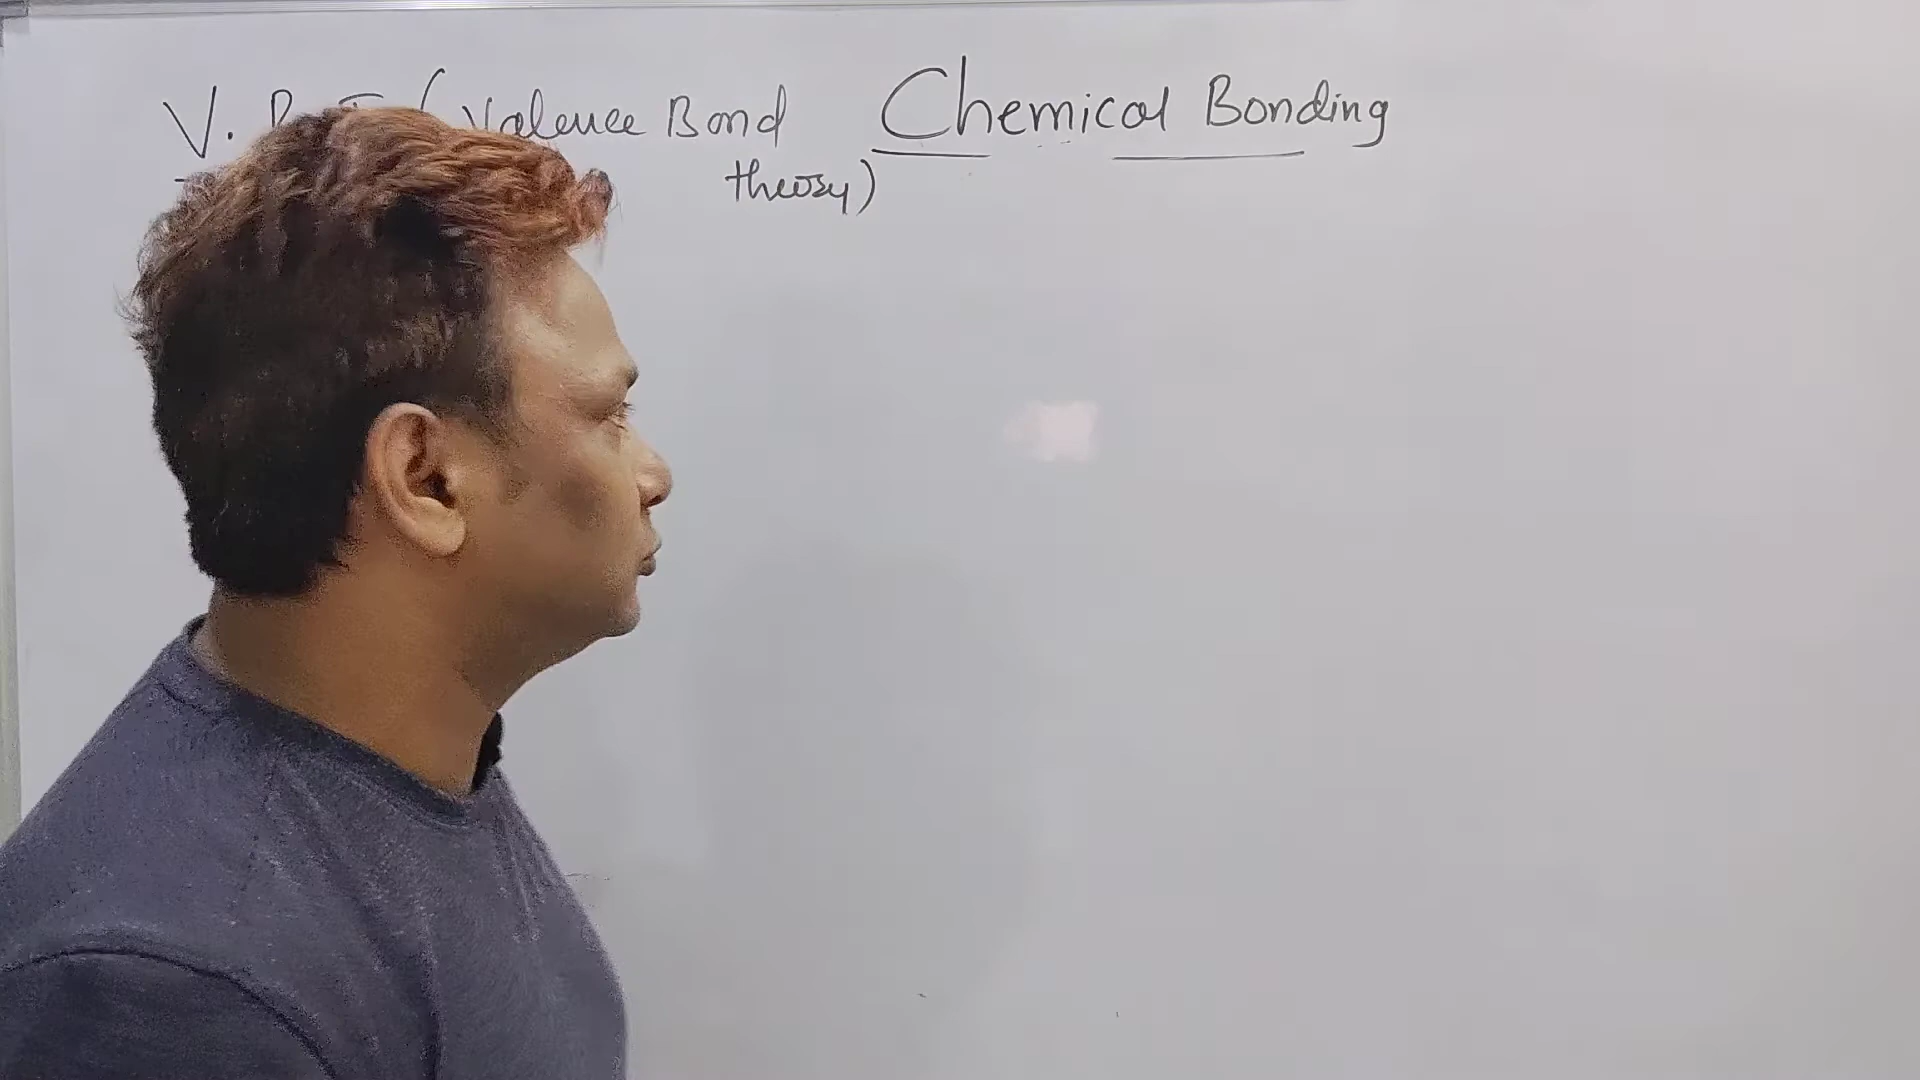 V. B. T (Valence Bond Chemical Bonding
theory)